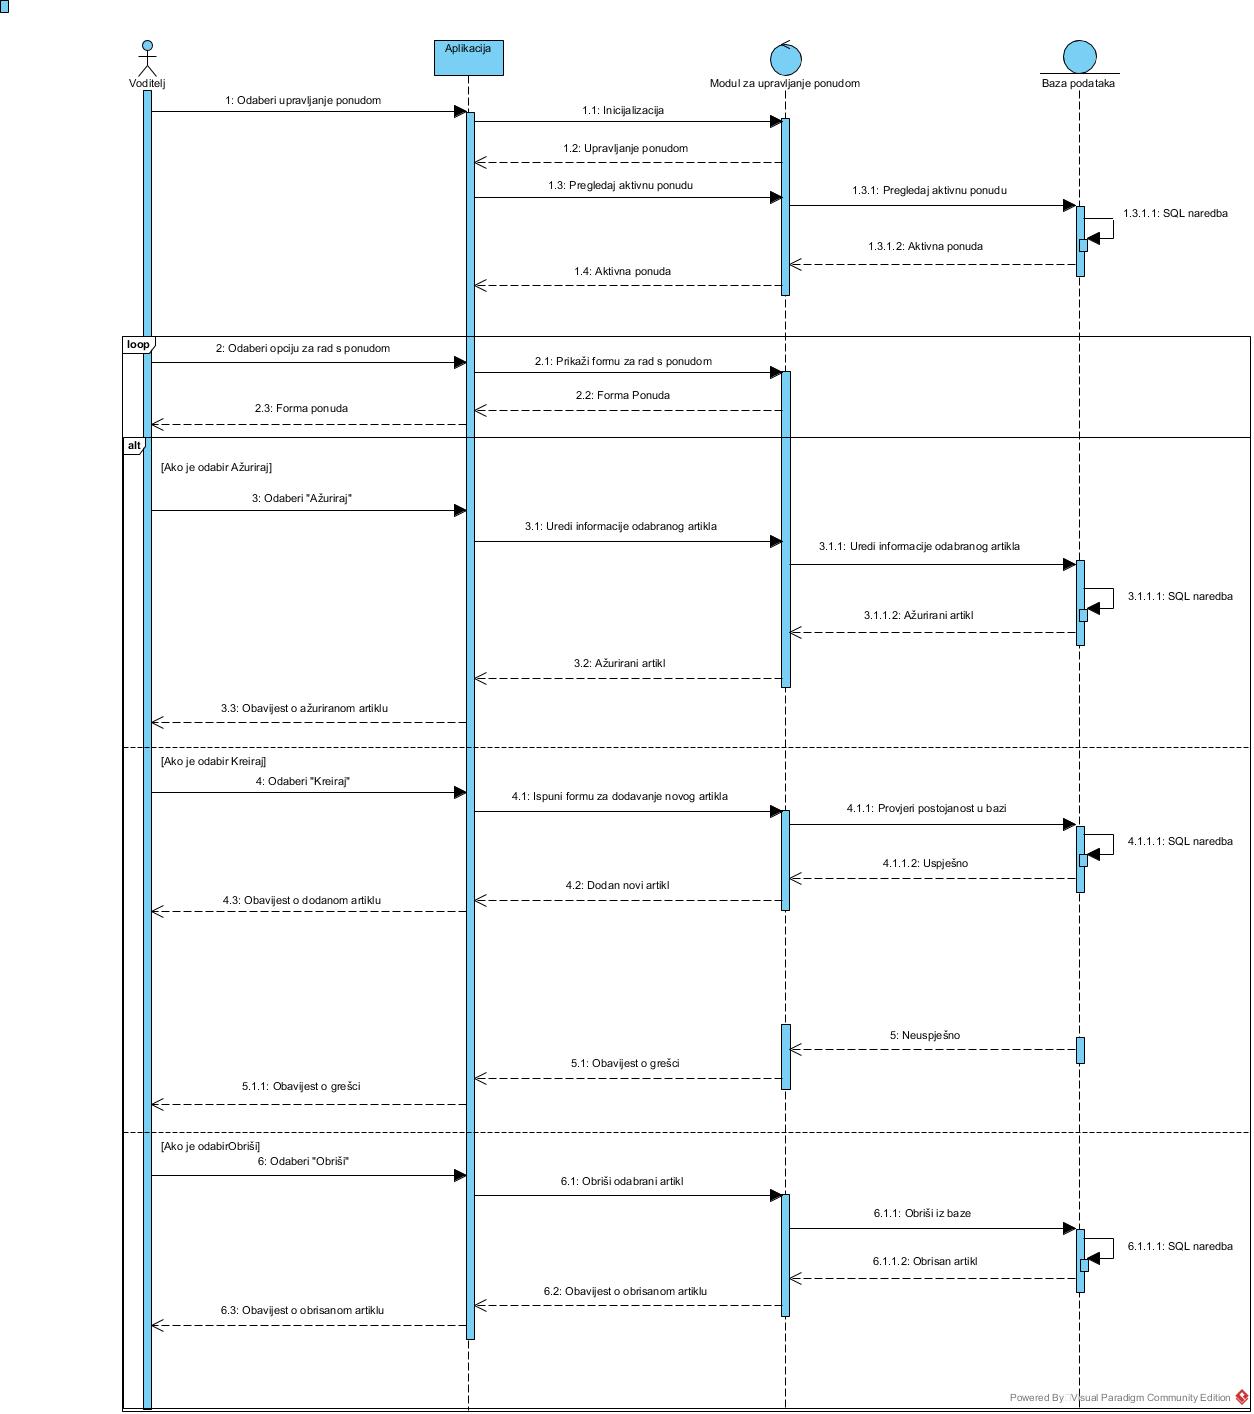 Voditelj
Aplikacija
Modul za upravljanje ponudom
Baza podataka
1: Odaberi upravljanje ponudom
1.1: Inicijalizacija
1.2: Upravljanje ponudom
1.3: Pregledaj aktivnu ponudu
1.3.1: Pregledaj aktivnu ponudu
1.3.1.1: SQL naredba
1.3.1.2: Aktivna ponuda
1.4: Aktivna ponuda
loop
2: Odaberi opciju za rad s ponudom
2.1: Prikaži formu za rad s ponudom
2.2: Forma Ponuda
2.3: Forma ponuda
alt
[Ako je odabir Ažuriraj]
3: Odaberi "Ažuriraj"
3.1: Uredi informacije odabranog artikla
3.1.1: Uredi informacije odabranog artikla
3.1.1.1: SQL naredba
3.1.1.2: Ažurirani artikl
3.2: Ažurirani artikl
3.3: Obavijest o ažuriranom artiklu
[Ako je odabir Kreiraj]
4: Odaberi "Kreiraj"
4.1: Ispuni formu za dodavanje novog artikla
4.1.1: Provjeri postojanost u bazi
4.1.1.1: SQL naredba
4.1.1.2: Uspješno
4.2: Dodan novi artikl
4.3: Obavijest o dodanom artiklu
5: Neuspješno
5.1: Obavijest o grešci
5.1.1: Obavijest o grešci
[Ako je odabirObriši]
6: Odaberi "Obriši"
6.1: Obriši odabrani artikl
6.1.1: Obriši iz baze
6.1.1.1: SQL naredba
6.1.1.2: Obrisan artikl
6.2: Obavijest o obrisanom artiklu
6.3: Obavijest o obrisanom artiklu
Powered By Visual Paradigm Community Edition